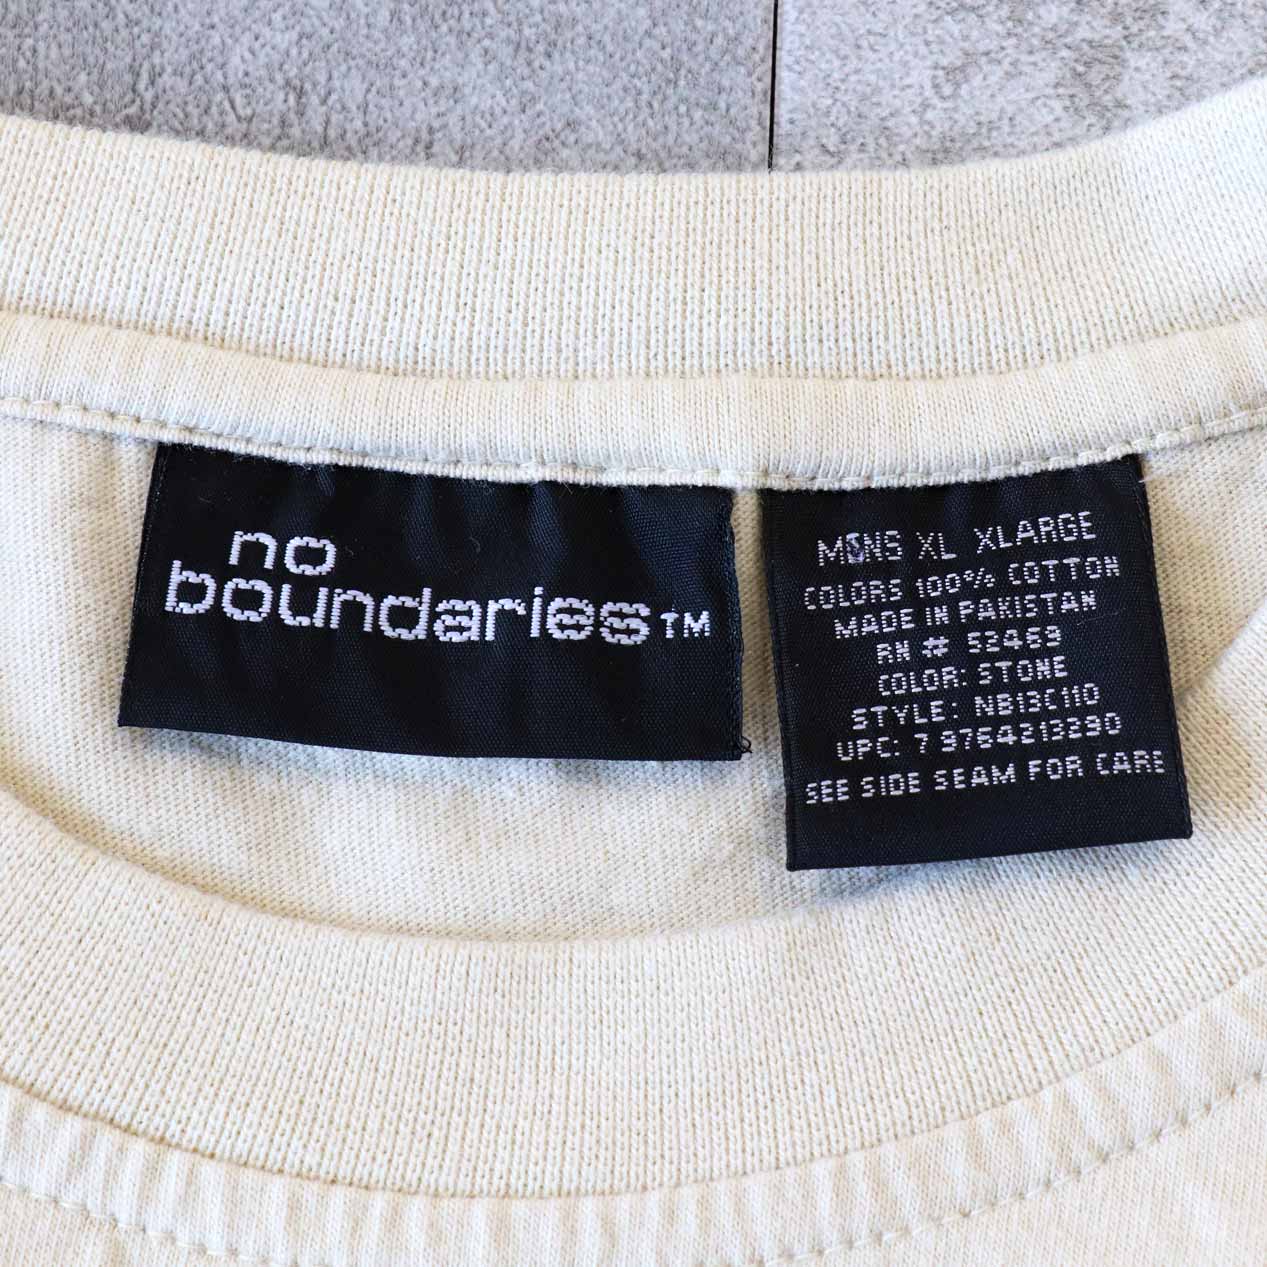 no
boundaries™
MENS XL XLARGE
COLORS 100% COTTON
MADE IN PAKISTAN
RN # 52469
COLOR: STONE
STYLE: NB13C110
UPC: 7 9764213290
SEE SIDE SEAM FOR CARE